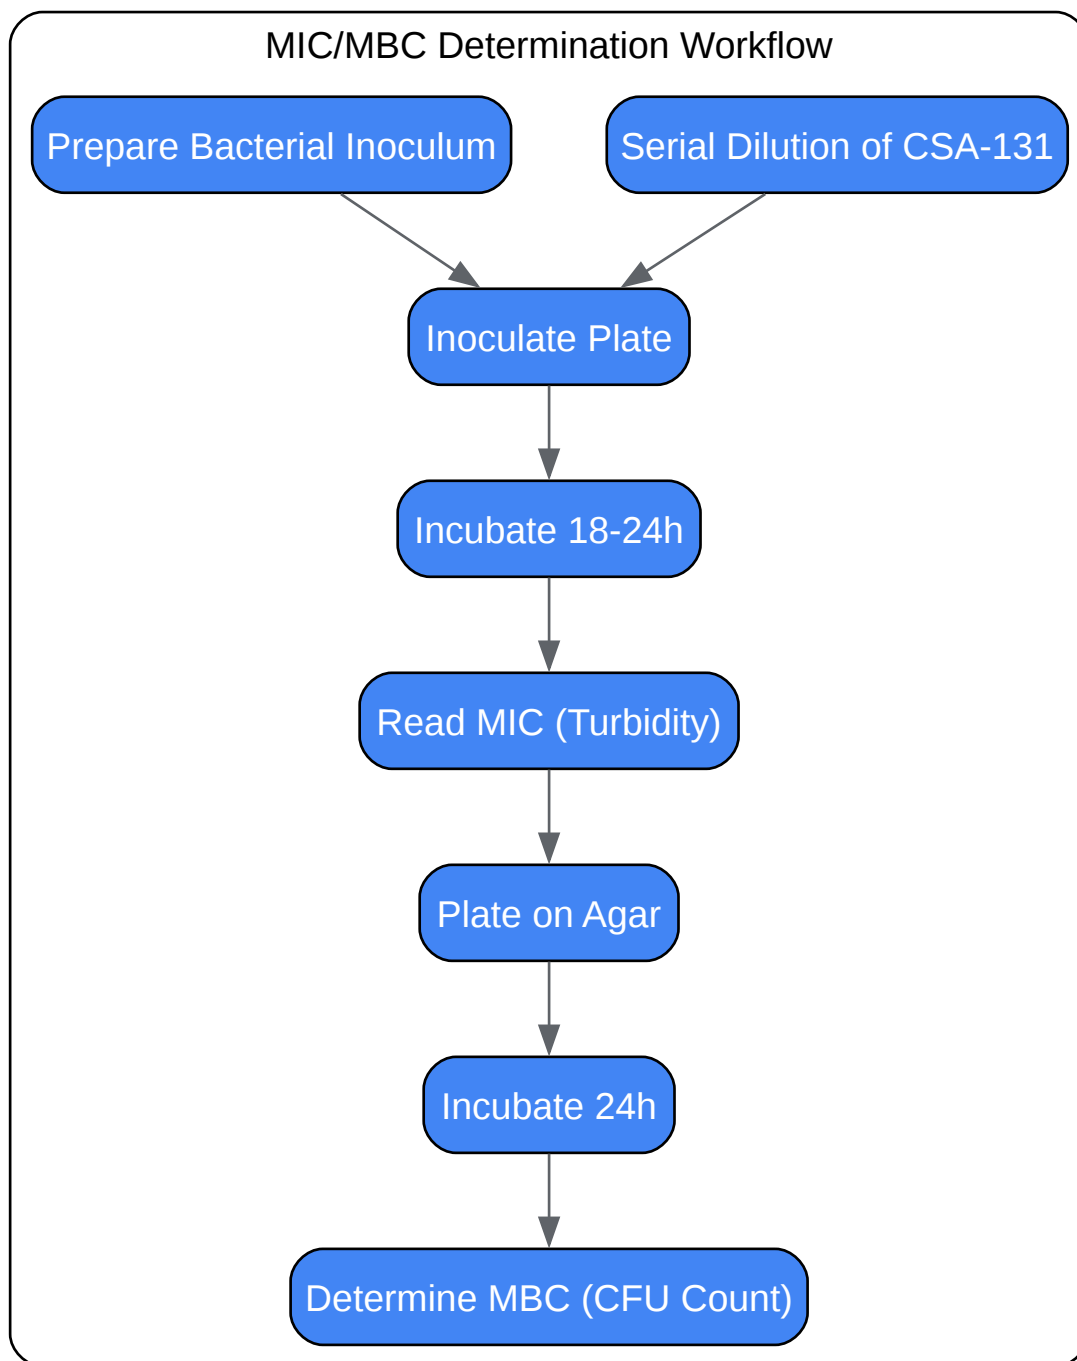 MIC/MBC Determination Workflow
Prepare Bacterial Inoculum
Serial Dilution of CSA-131
Inoculate Plate
Incubate 18-24h
Read MIC (Turbidity)
Plate on Agar
Incubate 24h
Determine MBC (CFU Count)